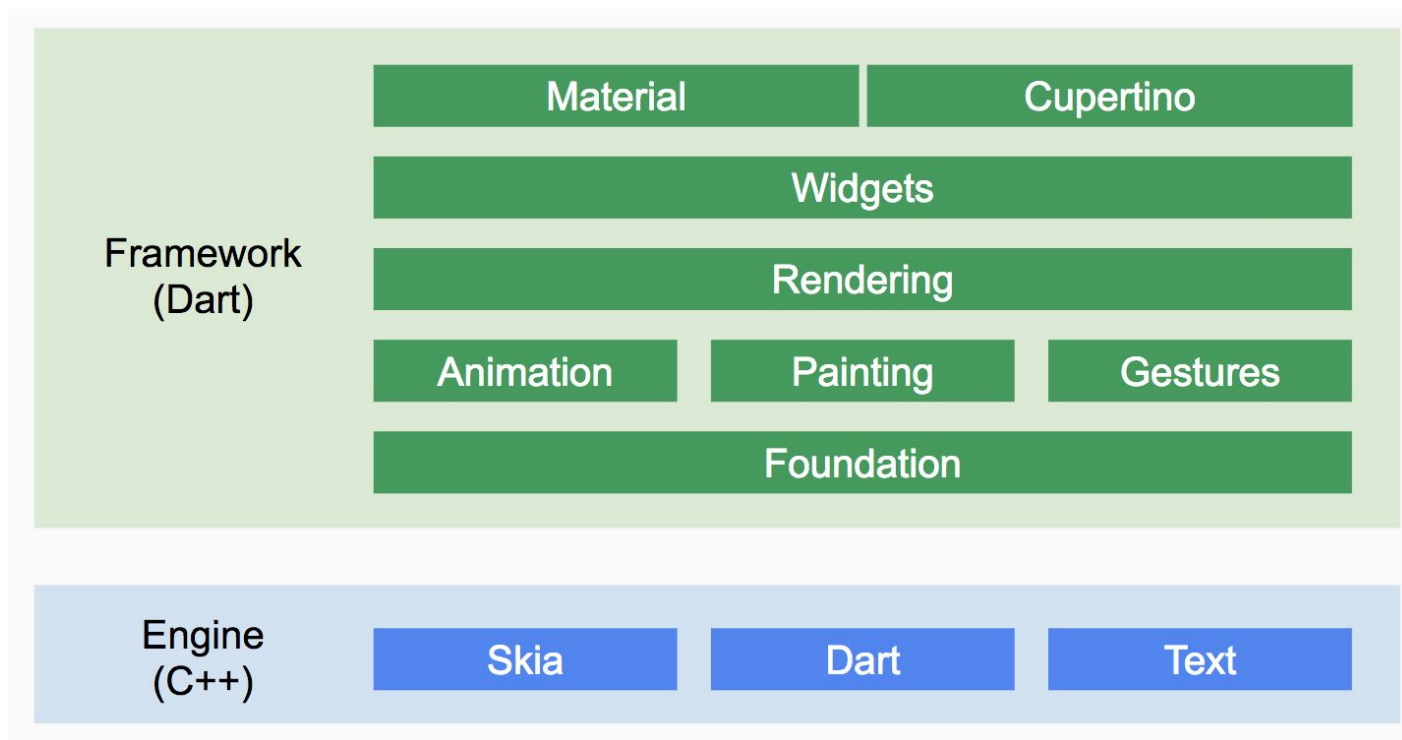 Material
Cupertino
Widgets
Framework
(Dart)
Rendering
Animation
Painting
Gestures
Foundation
Engine
(C++)
Skia
Dart
Text